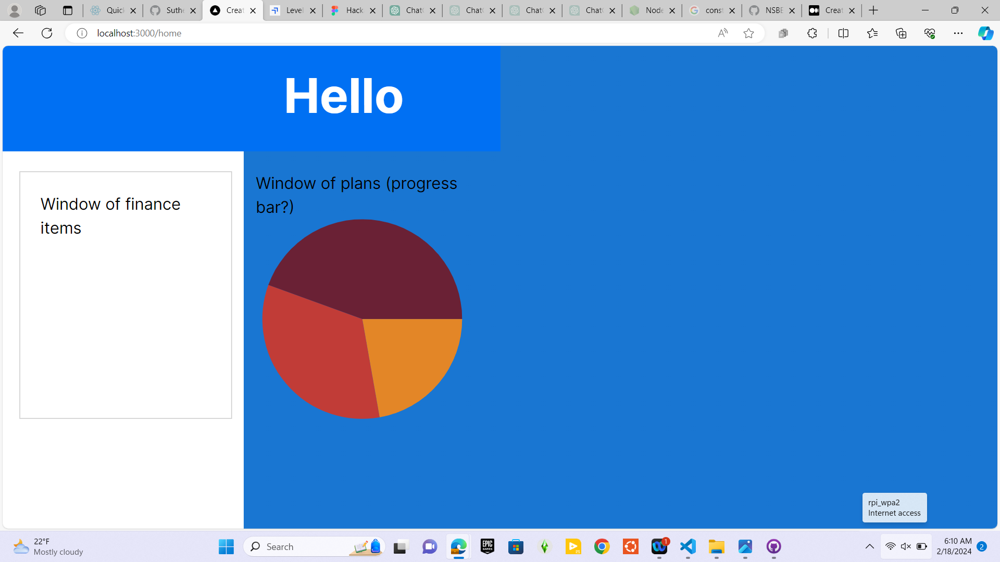 Quick
Suthe
Creat
Level
Hack
Chat
Chat
Chat
Chat
Node
const
NSBE
Creat
localhost:3000/home
Hello
Window of finance
items
Window of plans (progress
bar?)
rpi_wpa2
Internet access
22°F
Mostly cloudy
Search
EPIC
GAMES
21
1
6:10 AM
2/18/2024
2